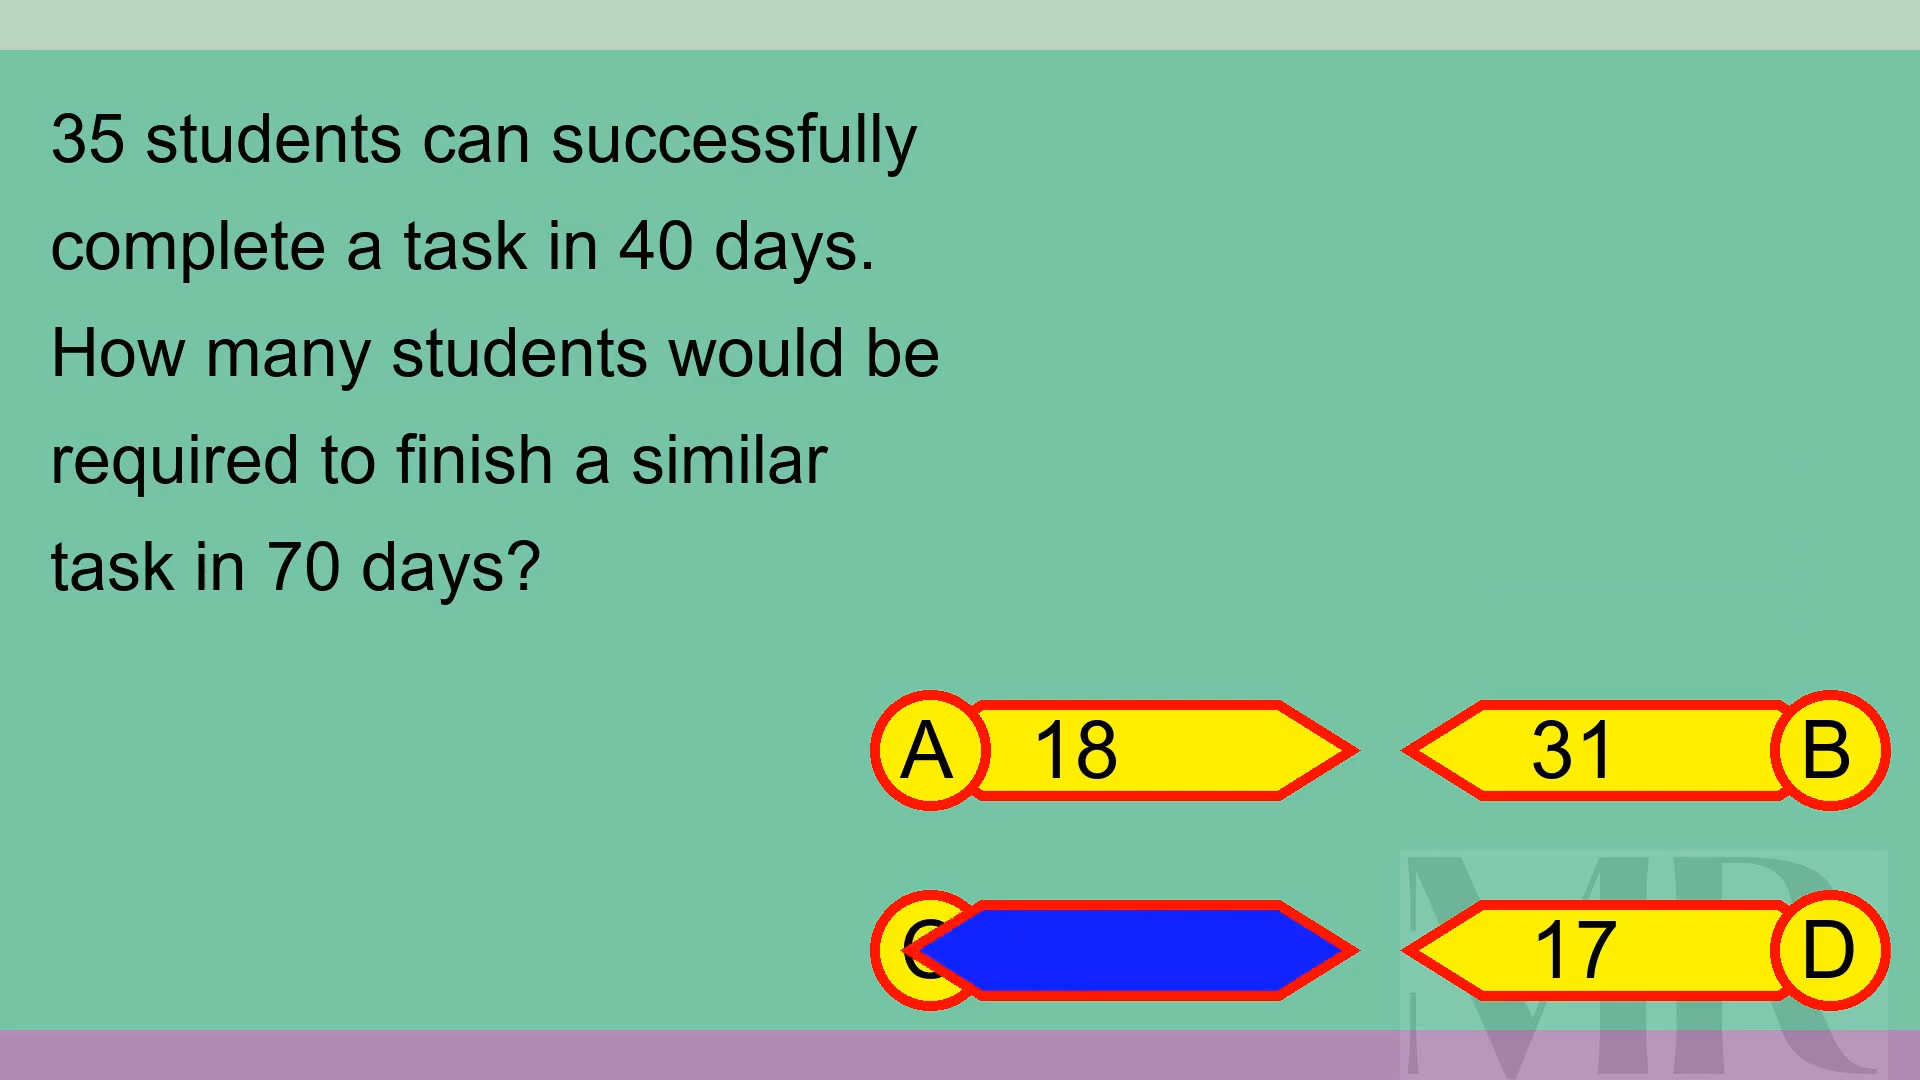 35 students can successfully
complete a task in 40 days.
How many students would be
required to finish a similar
task in 70 days?
A 18
31 B
C
17 D
MR